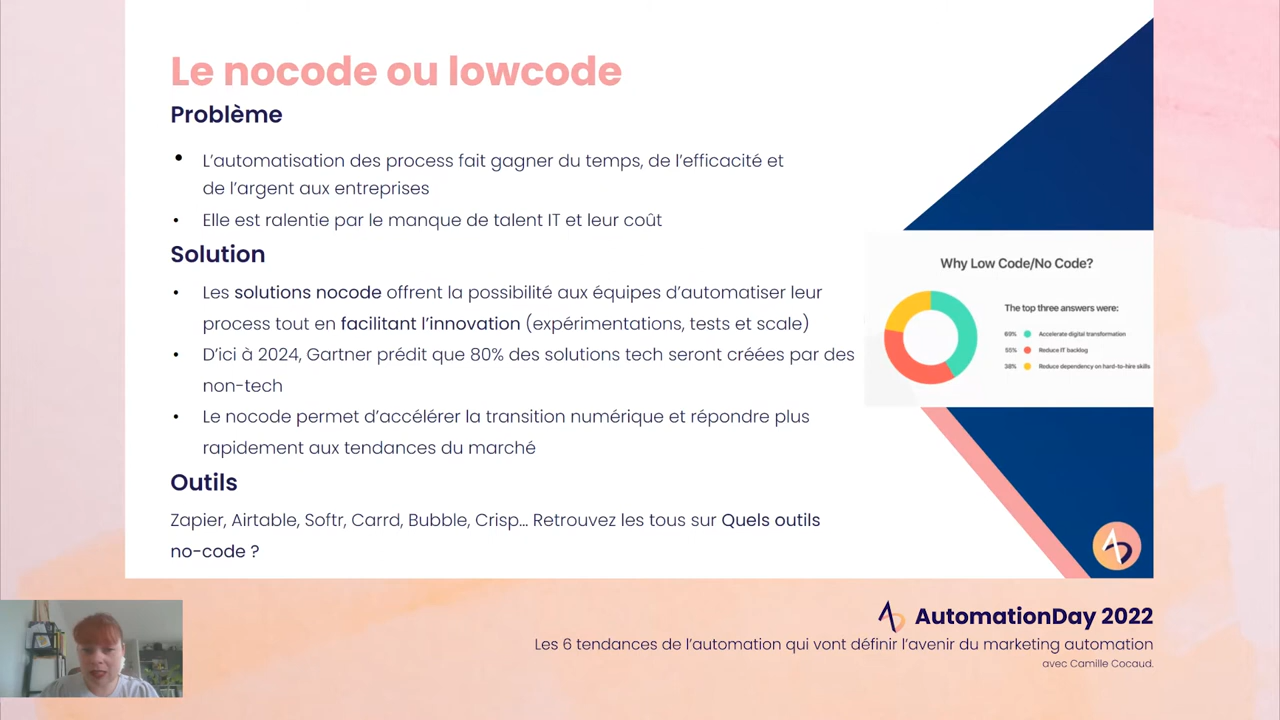 Le nocode ou lowcode
Problème
• L’automatisation des process fait gagner du temps, de l’efficacité et
de l’argent aux entreprises
• Elle est ralentie par le manque de talent IT et leur coût
Solution
• Les solutions nocode offrent la possibilité aux équipes d’automatiser leur
process tout en facilitant l’innovation (expérimentations, tests et scale)
• D’ici à 2024, Gartner prédit que 80% des solutions tech seront créées par des
non-tech
• Le nocode permet d’accélérer la transition numérique et répondre plus
rapidement aux tendances du marché
Outils
Zapier, Airtable, Softr, Carrd, Bubble, Crisp... Retrouvez les tous sur Quels outils
no-code ?
Why Low Code/No Code?
The top three answers were:
69% Accelerate digital transformation
55% Reduce IT backlog
38% Reduce dependency on hard-to-hire skills
AutomationDay 2022
Les 6 tendances de l’automation qui vont définir l’avenir du marketing automation
avec Camille Cocaud.